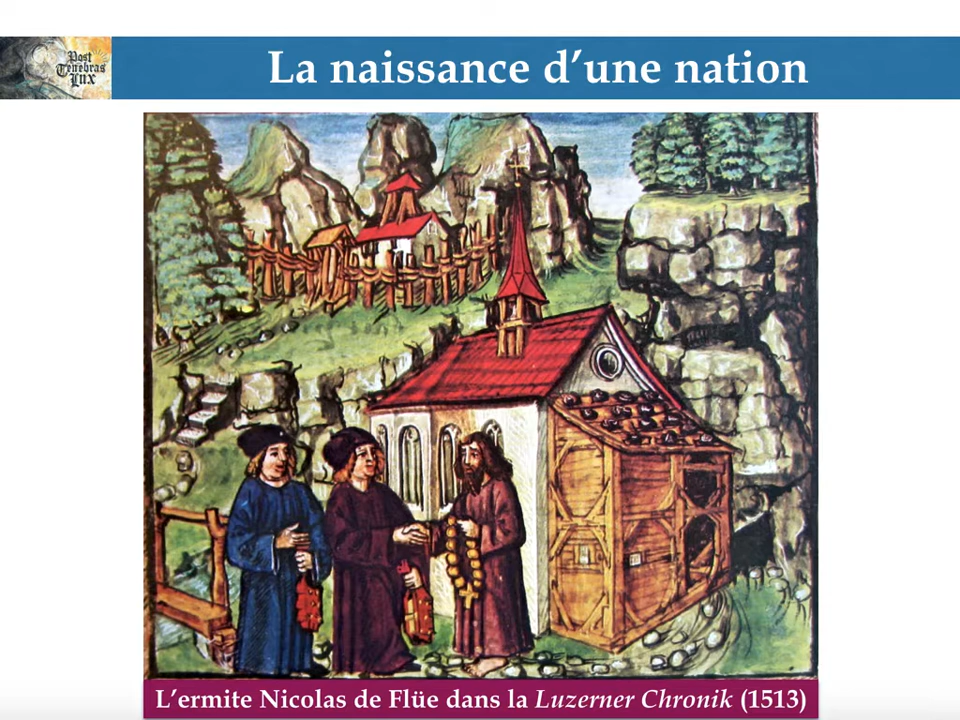 La naissance d’une nation
Post
Tenebras
Lux
L’ermite Nicolas de Flüe dans la Luzerner Chronik (1513)